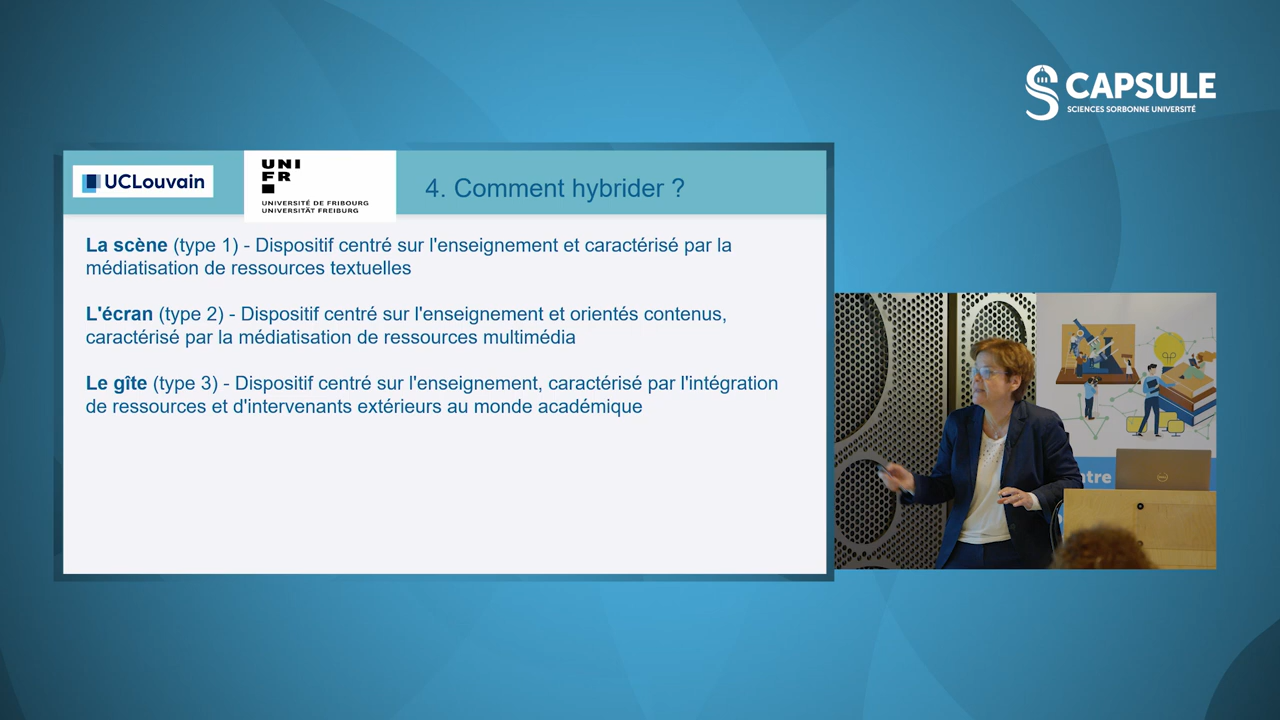 CAPSULE
SCIENCES SORBONNE UNIVERSITÉ
UCLouvain
UNI
FR
UNIVERSITÉ DE FRIBOURG
UNIVERSITÄT FREIBURG
4. Comment hybrider ?
La scène (type 1) - Dispositif centré sur l'enseignement et caractérisé par la
médiatisation de ressources textuelles
L'écran (type 2) - Dispositif centré sur l'enseignement et orientés contenus,
caractérisé par la médiatisation de ressources multimédia
Le gîte (type 3) - Dispositif centré sur l'enseignement, caractérisé par l'intégration
de ressources et d'intervenants extérieurs au monde académique
ntre